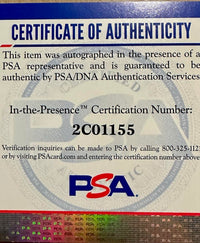 CERTIFICATE OF AUTHENTICITY
This item was autographed in the presence of a
PSA representative and is guaranteed to be
authentic by PSA/DNA Authentication Services
In-the-Presence™ Certification Number:
2C01155
Verification inquiries can be made to PSA by calling 800-325-112
or by visiting PSAcard.com and entering the certification number above
PSA